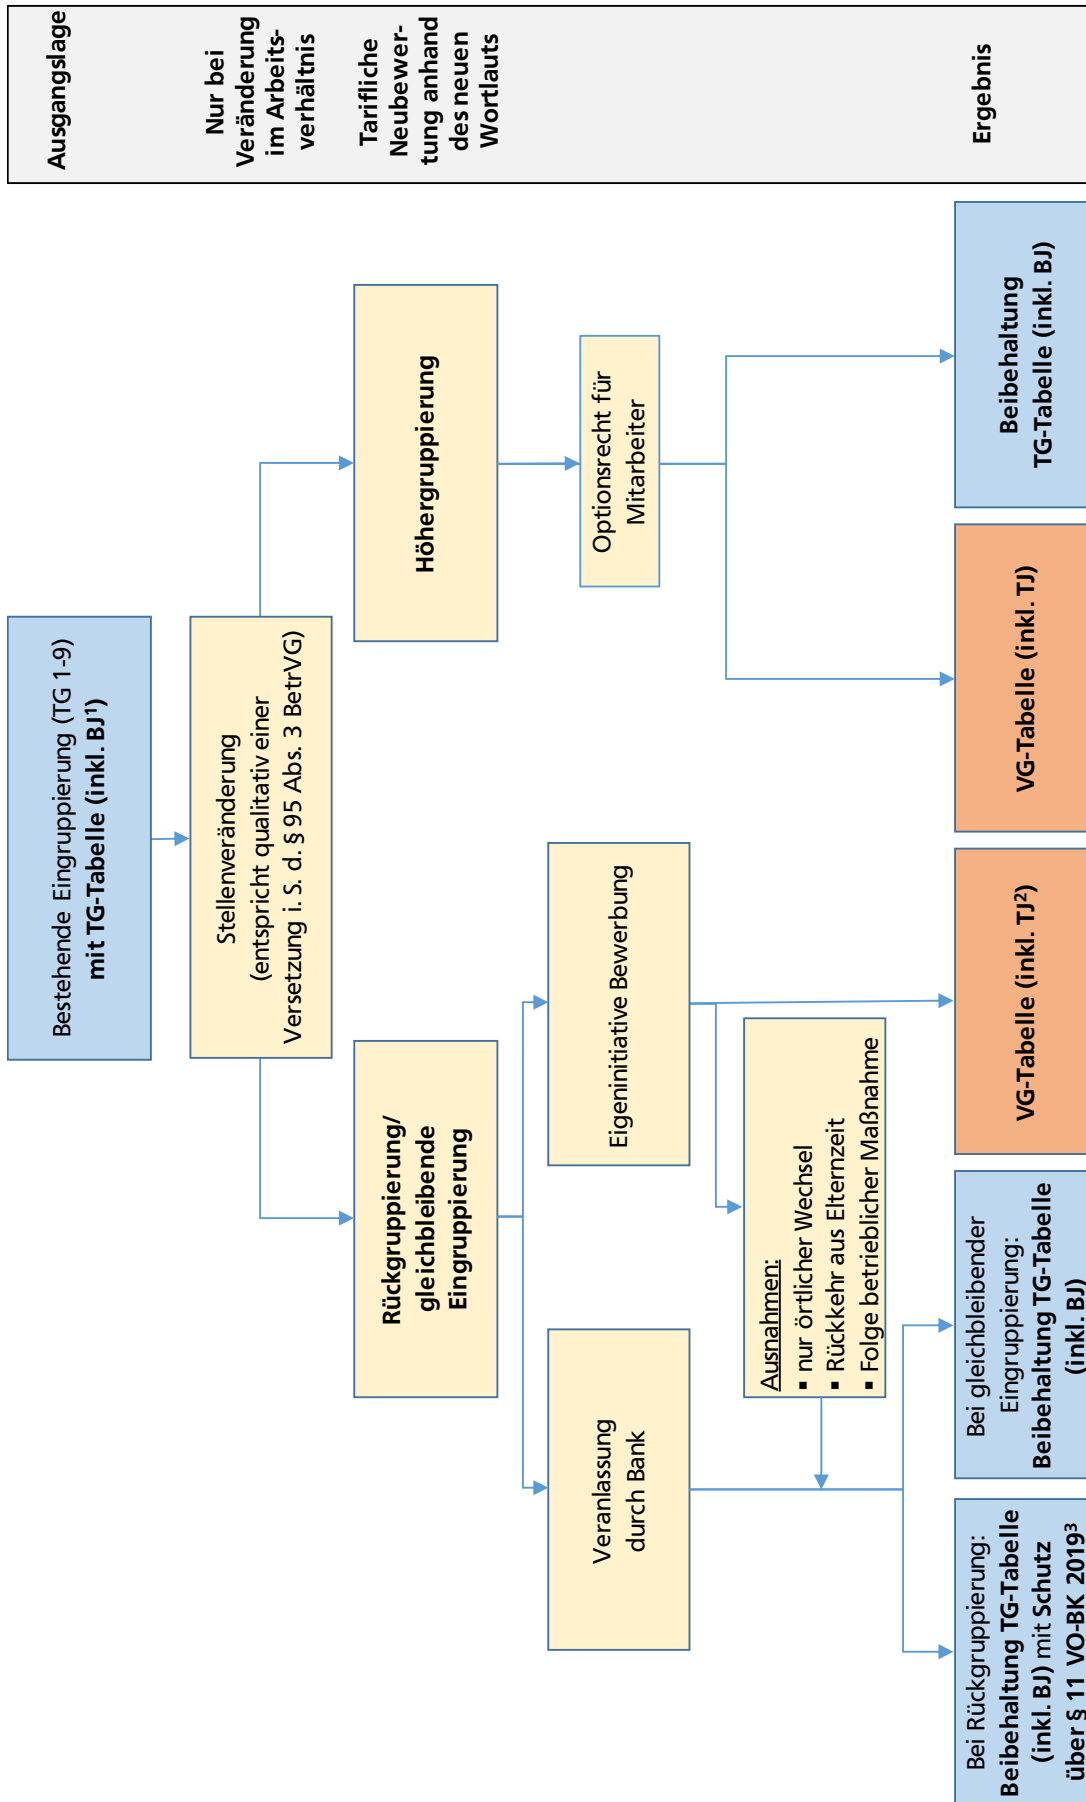 Ausgangslage
Nur bei
Veränderung
im Arbeits-
verhältnis
Tarifliche
Neubewer-
tung anhand
des neuen
Wortlauts
Ergebnis
Bestehende Eingruppierung (TG 1-9)
mit TG-Tabelle (inkl. BJ¹)
Stellenveränderung
(entspricht qualitativ einer
Versetzung i. S. d. § 95 Abs. 3 BetrVG)
Rückgruppierung/
gleichbleibende
Eingruppierung
Höhergruppierung
Veranlassung
durch Bank
Eigeninitiative Bewerbung
Optionsrecht für
Mitarbeiter
Ausnahmen:
▪ nur örtlicher Wechsel
▪ Rückkehr aus Elternzeit
▪ Folge betrieblicher Maßnahme
Bei Rückgruppierung:
Beibehaltung TG-Tabelle
(inkl. BJ) mit Schutz
über § 11 VO-BK 2019³
Bei gleichbleibender
Eingruppierung:
Beibehaltung TG-Tabelle
(inkl. BJ)
VG-Tabelle (inkl. TJ²)
VG-Tabelle (inkl. TJ)
Beibehaltung
TG-Tabelle (inkl. BJ)